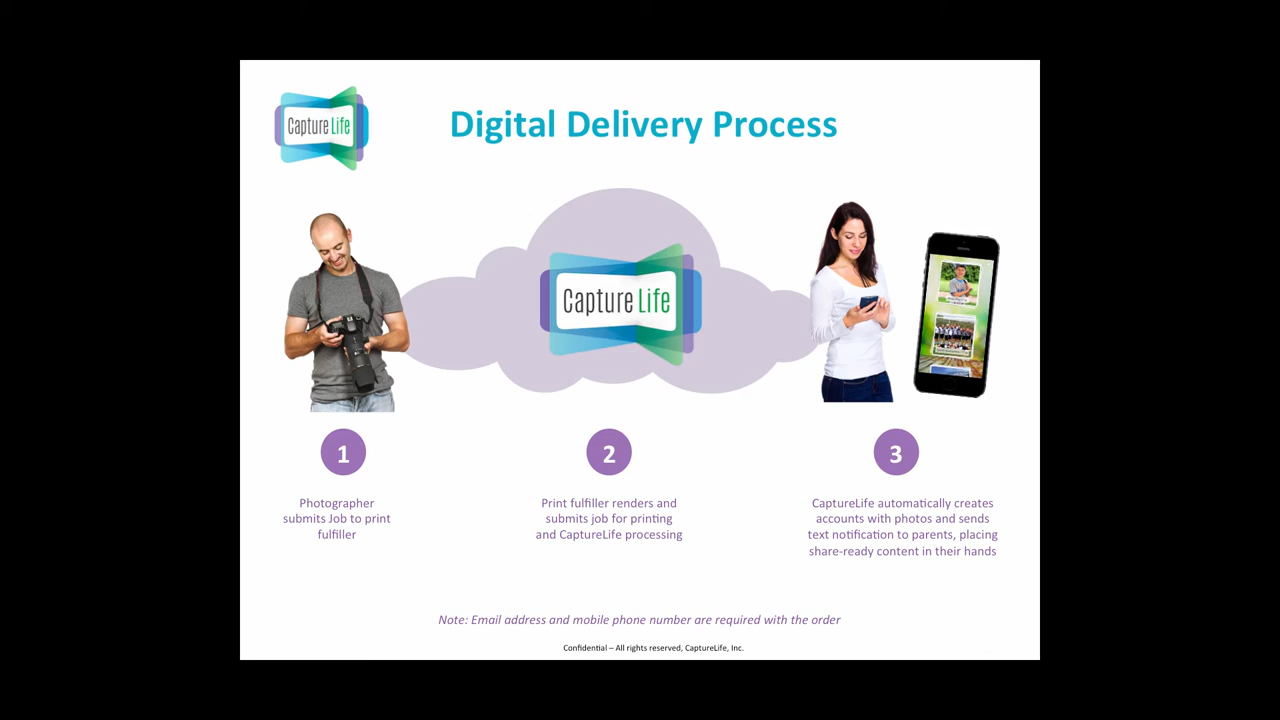 Capture Life
Digital Delivery Process
Capture Life
1
2
3
Photographer
submits Job to print
fulfiller
Print fulfiller renders and
submits job for printing
and CaptureLife processing
CaptureLife automatically creates
accounts with photos and sends
text notification to parents, placing
share-ready content in their hands
Note: Email address and mobile phone number are required with the order
Confidential – All rights reserved, CaptureLife, Inc.